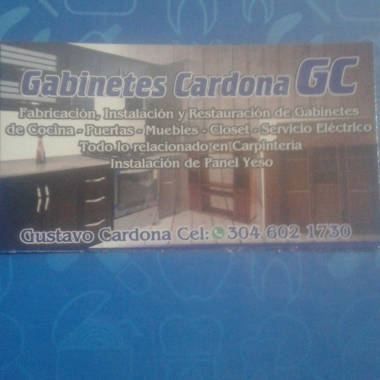 Gabinetes Cardona GC
Fabricación, Instalación y Restauración de Gabinetes
de Cocina - Puertas - Muebles - Closet - Servicio Eléctrico
Todo lo relacionado en Carpintería
Instalación de Panel Yeso
Gustavo Cardona Cel: 304 602 1730